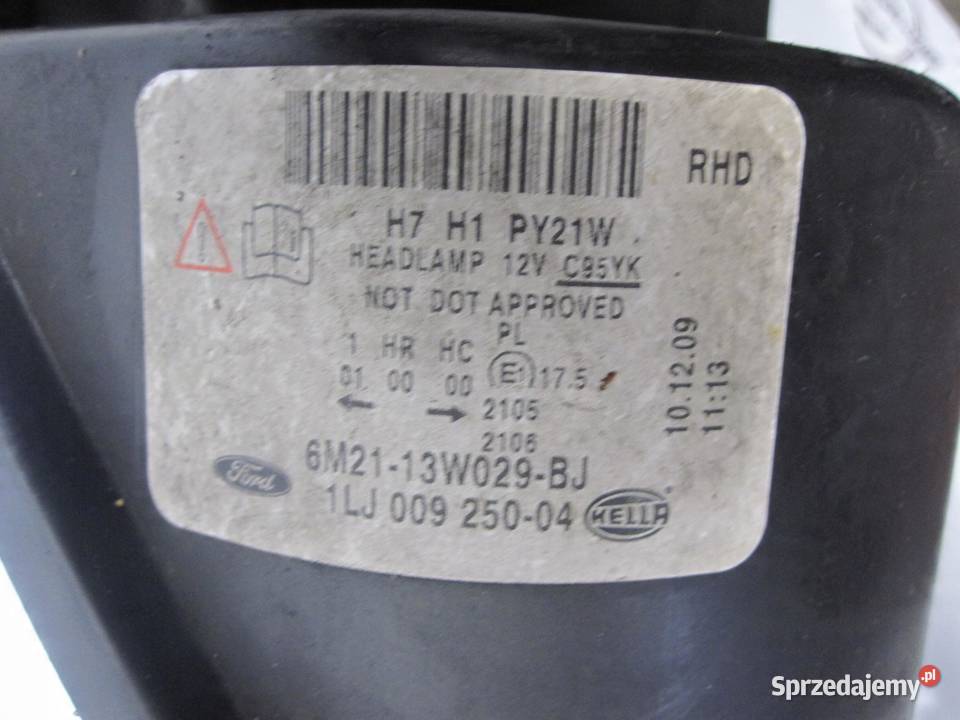 RHD
H7 H1 PY21W
HEADLAMP 12V C95YK
NOT DOT APPROVED
PL
1 HR HC
01 00 00 E1 17.5
2105
2106
10.12.09
11:13
6M21-13W029-BJ
Ford
1LJ 009 250-04 HELLA
Sprzedajemy.pl